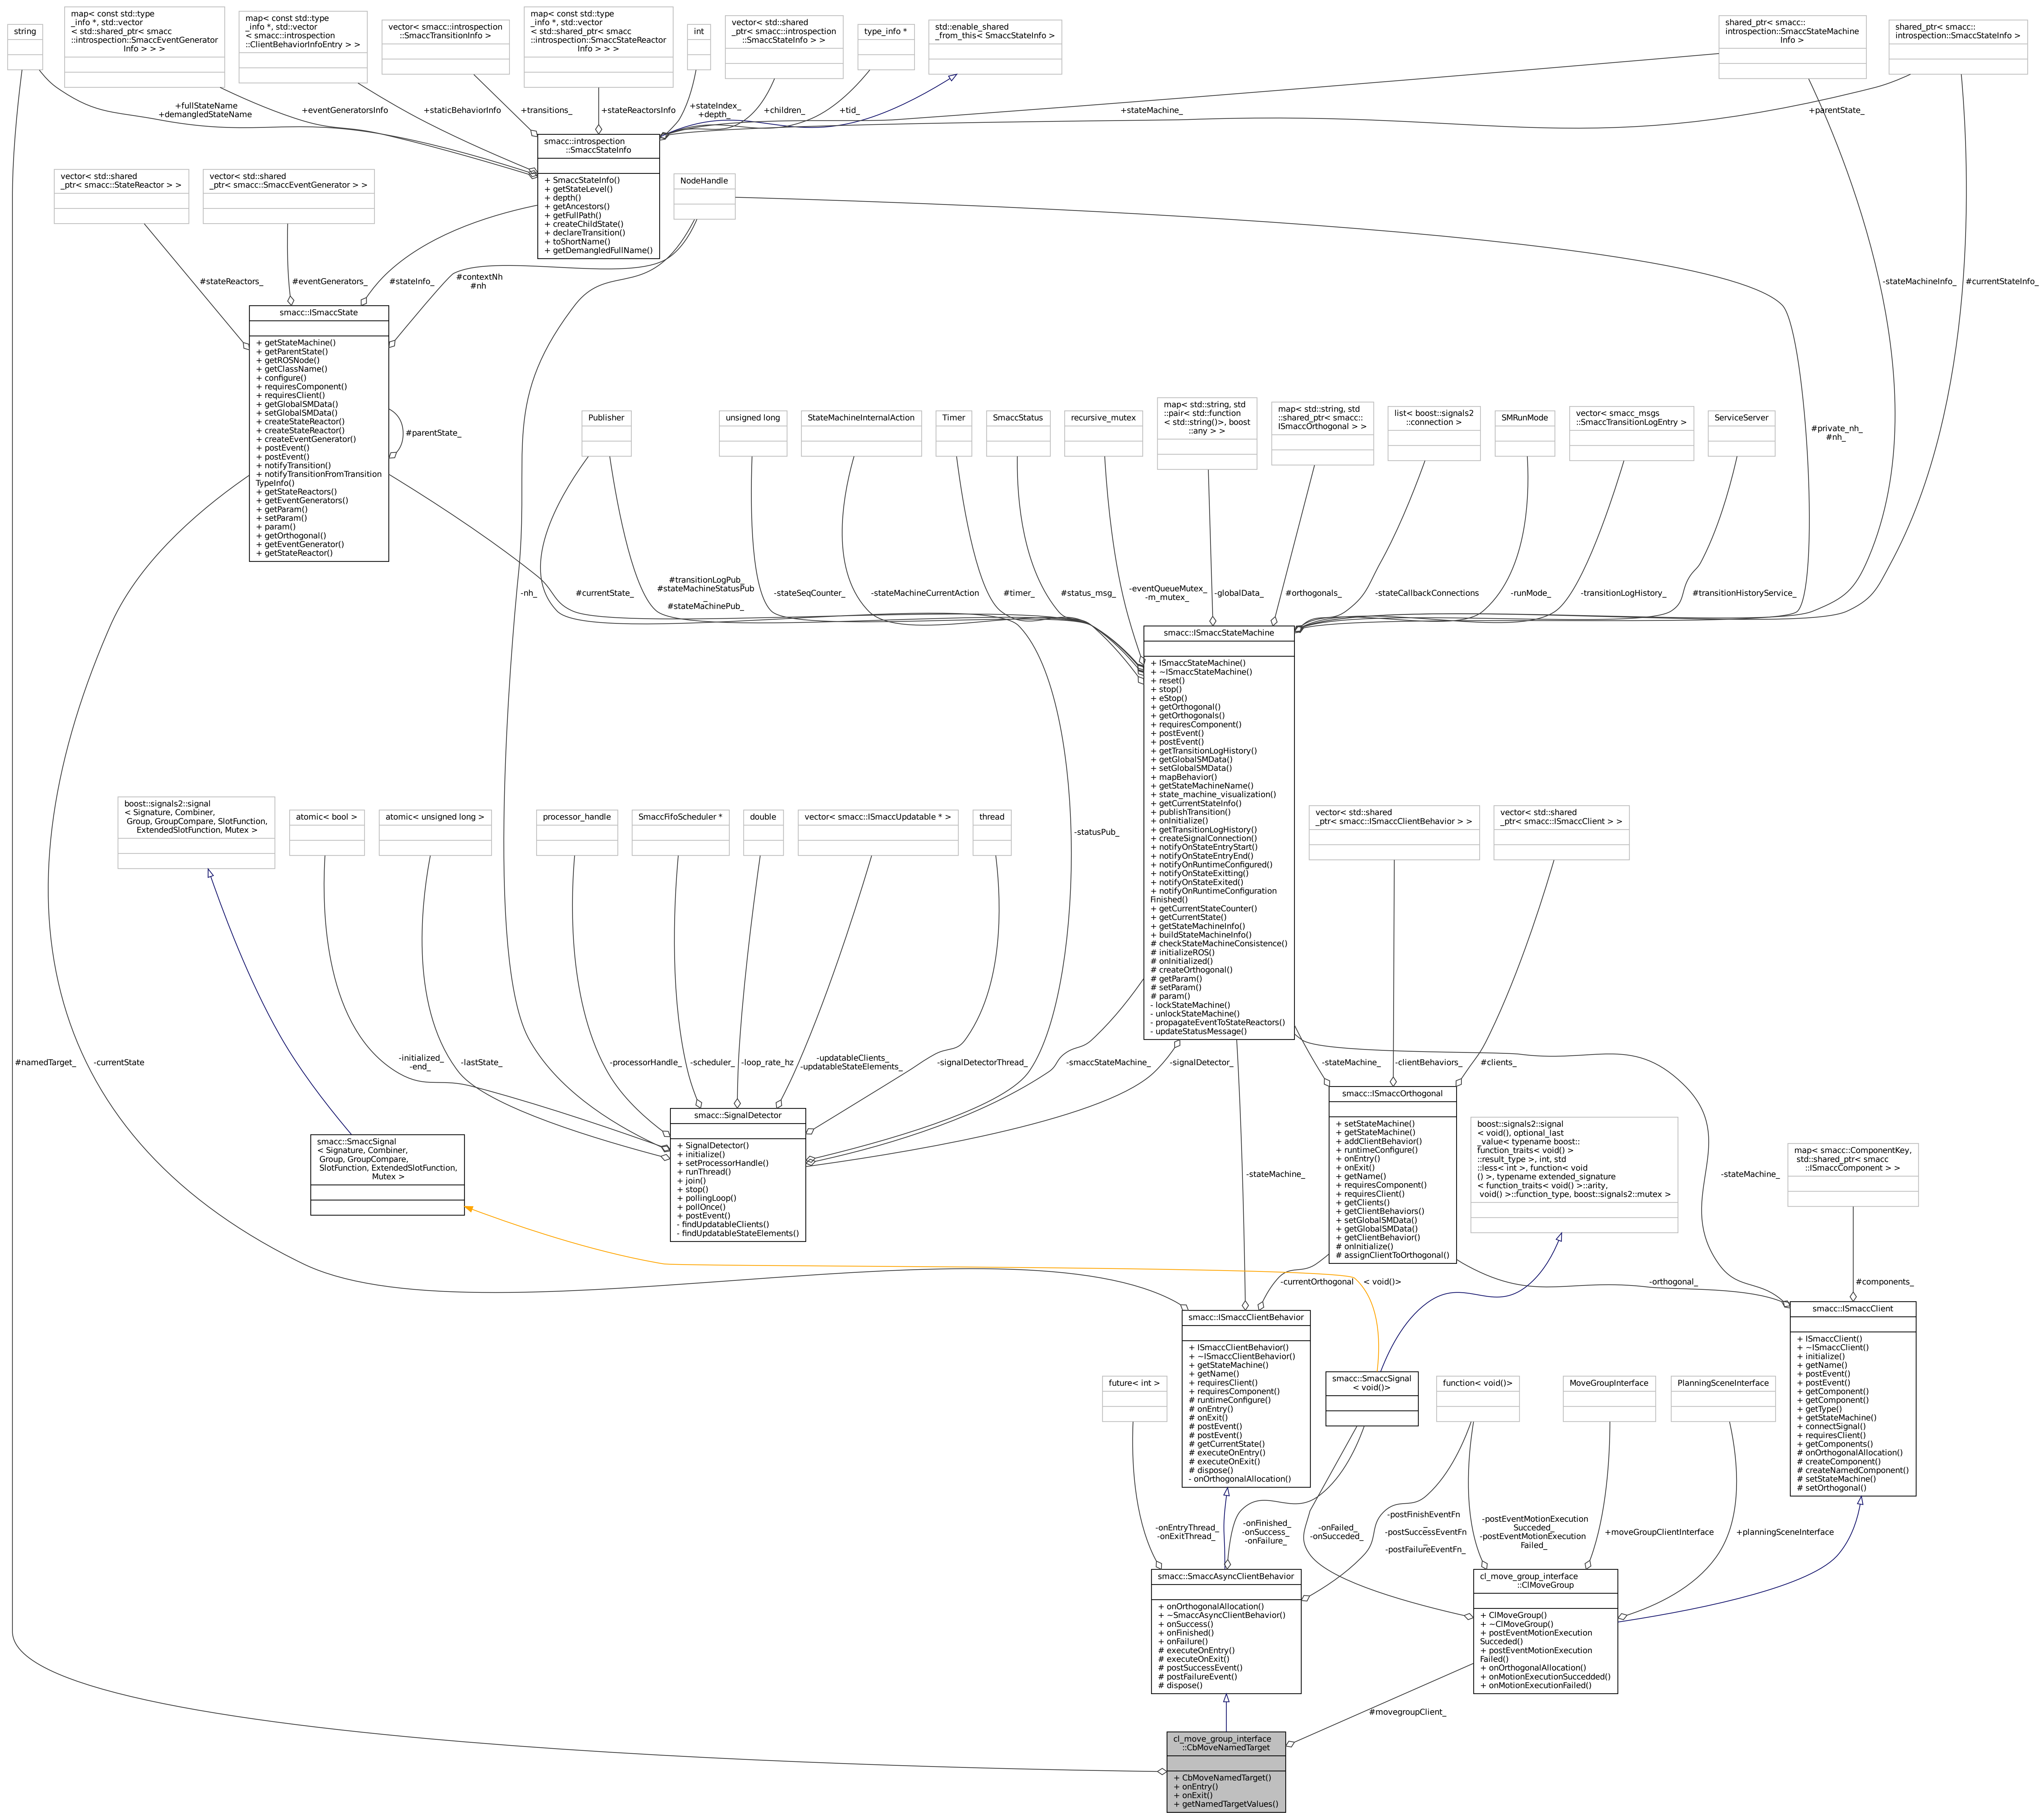 string
map< const std::type
_info *, std::vector
< std::shared_ptr< smacc
::introspection::SmaccEventGenerator
Info > > >
map< const std::type
_info *, std::vector
< smacc::introspection
::ClientBehaviorInfoEntry > >
vector< smacc::introspection
::SmaccTransitionInfo >
map< const std::type
_info *, std::vector
< std::shared_ptr< smacc
::introspection::SmaccStateReactor
Info > > >
int
vector< std::shared
_ptr< smacc::introspection
::SmaccStateInfo > >
type_info *
std::enable_shared
_from_this< SmaccStateInfo >
shared_ptr< smacc::
introspection::SmaccStateMachine
Info >
shared_ptr< smacc::
introspection::SmaccStateInfo >
+fullStateName
+demangledStateName
+eventGeneratorsInfo
+staticBehaviorInfo
+transitions_
+stateReactorsInfo
+stateIndex_
+depth_
+children_
+tid_
+stateMachine_
+parentState_
smacc::introspection
::SmaccStateInfo
+ SmaccStateInfo()
+ getStateLevel()
+ depth()
+ getAncestors()
+ getFullPath()
+ createChildState()
+ declareTransition()
+ toShortName()
+ getDemangledFullName()
vector< std::shared
_ptr< smacc::StateReactor > >
vector< std::shared
_ptr< smacc::SmaccEventGenerator > >
NodeHandle
#stateReactors_
#eventGenerators_
#stateInfo_
#contextNh
#nh
-stateMachineInfo_
#currentStateInfo_
smacc::ISmaccState
+ getStateMachine()
+ getParentState()
+ getROSNode()
+ getClassName()
+ configure()
+ requiresComponent()
+ requiresClient()
+ getGlobalSMData()
+ setGlobalSMData()
+ createStateReactor()
+ createStateReactor()
+ createEventGenerator()
+ postEvent()
+ postEvent()
+ notifyTransition()
+ notifyTransitionFromTransition
TypeInfo()
+ getStateReactors()
+ getEventGenerators()
+ getParam()
+ setParam()
+ param()
+ getOrthogonal()
+ getEventGenerator()
+ getStateReactor()
#parentState_
Publisher
unsigned long
StateMachineInternalAction
Timer
SmaccStatus
recursive_mutex
map< std::string, std
::pair< std::function
< std::string()>, boost
::any > >
map< std::string, std
::shared_ptr< smacc::
ISmaccOrthogonal > >
list< boost::signals2
::connection >
SMRunMode
vector< smacc_msgs
::SmaccTransitionLogEntry >
ServiceServer
#private_nh_
#nh_
-nh_
#currentState_
#transitionLogPub_
#stateMachineStatusPub
_
#stateMachinePub_
-stateSeqCounter_
-stateMachineCurrentAction
#timer_
#status_msg_
-eventQueueMutex_
-m_mutex_
-globalData_
#orthogonals_
-stateCallbackConnections
-runMode_
-transitionLogHistory_
#transitionHistoryService_
smacc::ISmaccStateMachine
+ ISmaccStateMachine()
+ ~ISmaccStateMachine()
+ reset()
+ stop()
+ eStop()
+ getOrthogonal()
+ getOrthogonals()
+ requiresComponent()
+ postEvent()
+ postEvent()
+ getTransitionLogHistory()
+ getGlobalSMData()
+ setGlobalSMData()
+ mapBehavior()
+ getStateMachineName()
+ state_machine_visualization()
+ getCurrentStateInfo()
+ publishTransition()
+ onInitialize()
+ getTransitionLogHistory()
+ createSignalConnection()
+ notifyOnStateEntryStart()
+ notifyOnStateEntryEnd()
+ notifyOnRuntimeConfigured()
+ notifyOnStateExitting()
+ notifyOnStateExited()
+ notifyOnRuntimeConfiguration
Finished()
+ getCurrentStateCounter()
+ getCurrentState()
+ getStateMachineInfo()
+ buildStateMachineInfo()
# checkStateMachineConsistence()
# initializeROS()
# onInitialized()
# createOrthogonal()
# getParam()
# setParam()
# param()
- lockStateMachine()
- unlockStateMachine()
- propagateEventToStateReactors()
- updateStatusMessage()
boost::signals2::signal
< Signature, Combiner,
Group, GroupCompare, SlotFunction,
ExtendedSlotFunction, Mutex >
atomic< bool >
atomic< unsigned long >
processor_handle
SmaccFifoScheduler *
double
vector< smacc::ISmaccUpdatable * >
thread
-statusPub_
vector< std::shared
_ptr< smacc::ISmaccClientBehavior > >
vector< std::shared
_ptr< smacc::ISmaccClient > >
#namedTarget_
-currentState
-initialized_
-end_
-lastState_
-processorHandle_
-scheduler_
-loop_rate_hz
-updatableClients_
-updatableStateElements_
-signalDetectorThread_
-smaccStateMachine_
-signalDetector_
-stateMachine_
-clientBehaviors_
#clients_
smacc::SmaccSignal
< Signature, Combiner,
Group, GroupCompare,
SlotFunction, ExtendedSlotFunction,
Mutex >
smacc::SignalDetector
+ SignalDetector()
+ initialize()
+ setProcessorHandle()
+ runThread()
+ join()
+ stop()
+ pollingLoop()
+ pollOnce()
+ postEvent()
- findUpdatableClients()
- findUpdatableStateElements()
-stateMachine_
smacc::ISmaccOrthogonal
+ setStateMachine()
+ getStateMachine()
+ addClientBehavior()
+ runtimeConfigure()
+ onEntry()
+ onExit()
+ getName()
+ requiresComponent()
+ requiresClient()
+ getClients()
+ getClientBehaviors()
+ setGlobalSMData()
+ getGlobalSMData()
+ getClientBehavior()
# onInitialize()
# assignClientToOrthogonal()
boost::signals2::signal
< void(), optional_last
_value< typename boost::
function_traits< void() >
::result_type >, int, std
::less< int >, function< void
() >, typename extended_signature
< function_traits< void() >::arity,
void() >::function_type, boost::signals2::mutex >
-stateMachine_
map< smacc::ComponentKey,
std::shared_ptr< smacc
::ISmaccComponent > >
-currentOrthogonal
< void()>
-orthogonal_
#components_
smacc::ISmaccClientBehavior
+ ISmaccClientBehavior()
+ ~ISmaccClientBehavior()
+ getStateMachine()
+ getName()
+ requiresClient()
+ requiresComponent()
# runtimeConfigure()
# onEntry()
# onExit()
# postEvent()
# postEvent()
# getCurrentState()
# executeOnEntry()
# executeOnExit()
# dispose()
- onOrthogonalAllocation()
smacc::ISmaccClient
+ ISmaccClient()
+ ~ISmaccClient()
+ initialize()
+ getName()
+ postEvent()
+ postEvent()
+ getComponent()
+ getComponent()
+ getType()
+ getStateMachine()
+ connectSignal()
+ requiresClient()
+ getComponents()
# onOrthogonalAllocation()
# createComponent()
# createNamedComponent()
# setStateMachine()
# setOrthogonal()
future< int >
smacc::SmaccSignal
< void()>
function< void()>
MoveGroupInterface
PlanningSceneInterface
-onEntryThread_
-onExitThread_
-onFinished_
-onSuccess_
-onFailure_
-onFailed_
-onSucceded_
-postFinishEventFn
_
-postSuccessEventFn
_
-postFailureEventFn_
-postEventMotionExecution
Succeded_
-postEventMotionExecution
Failed_
+moveGroupClientInterface
+planningSceneInterface
smacc::SmaccAsyncClientBehavior
+ onOrthogonalAllocation()
+ ~SmaccAsyncClientBehavior()
+ onSuccess()
+ onFinished()
+ onFailure()
# executeOnEntry()
# executeOnExit()
# postSuccessEvent()
# postFailureEvent()
# dispose()
cl_move_group_interface
::ClMoveGroup
+ ClMoveGroup()
+ ~ClMoveGroup()
+ postEventMotionExecution
Succeded()
+ postEventMotionExecution
Failed()
+ onOrthogonalAllocation()
+ onMotionExecutionSuccedded()
+ onMotionExecutionFailed()
#movegroupClient_
cl_move_group_interface
::CbMoveNamedTarget
+ CbMoveNamedTarget()
+ onEntry()
+ onExit()
+ getNamedTargetValues()